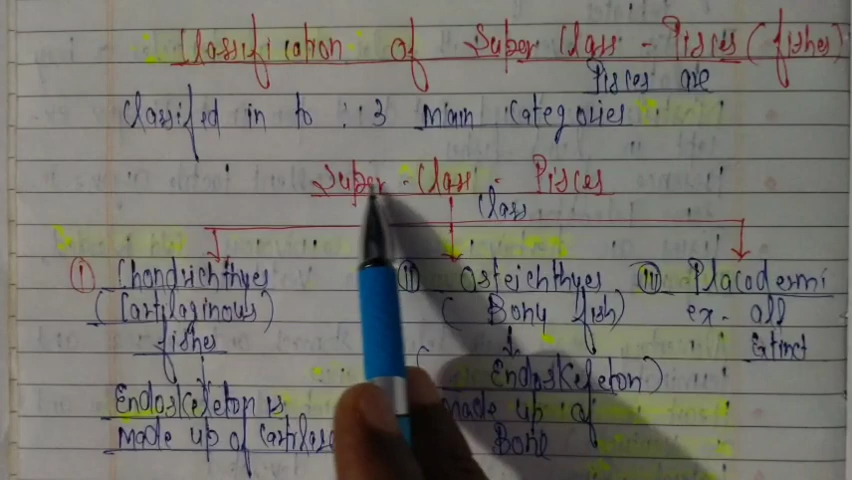 Classification of Super Class - Pisces (fishes)
Pisces are
Classified in to : 3 main Categories
Super - Class - Pisces
Class
(I) Chondrichthyes (II) Osteichthyes (III) Placodermi
(Cartilaginous) (Bony fish) ex- all
fishes Extinct
( Endoskeleton)
Endoskeleton is made up of
made up of Cartilage Bone